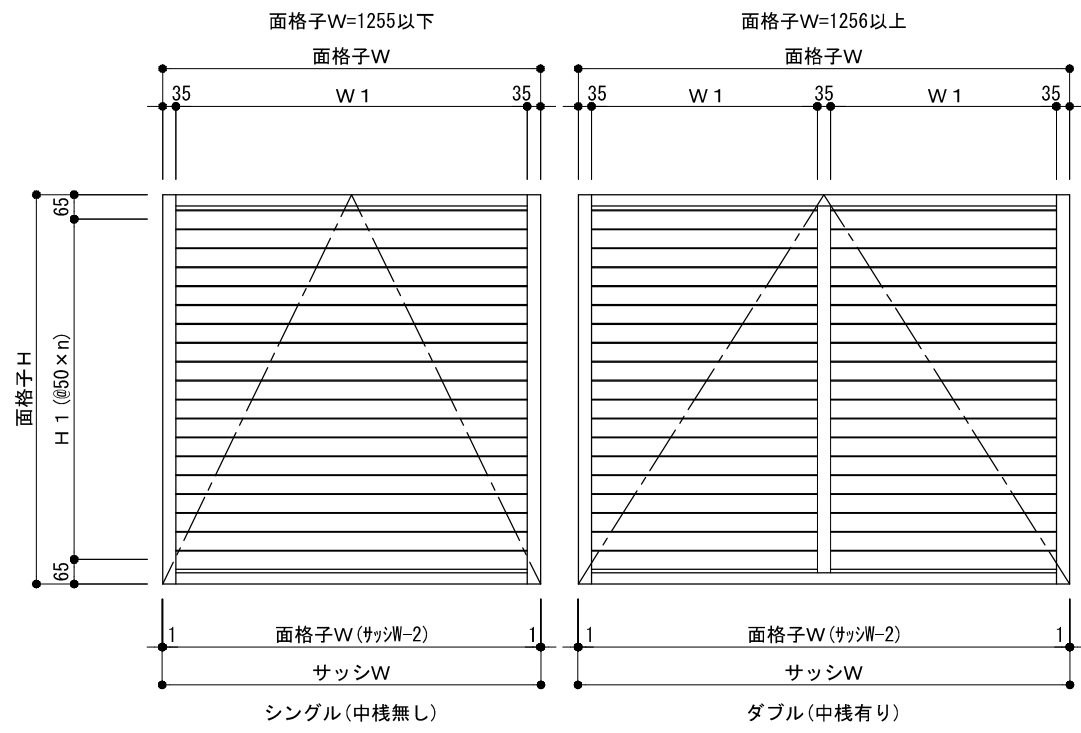 面格子W=1255以下
面格子W
35
W1
35
65
面格子H
H1(@50×n)
65
1
面格子W(ｻｯｼW-2)
1
サッシW
シングル(中桟無し)
面格子W=1256以上
面格子W
35
W1
35
W1
35
1
面格子W(ｻｯｼW-2)
1
サッシW
ダブル(中桟有り)